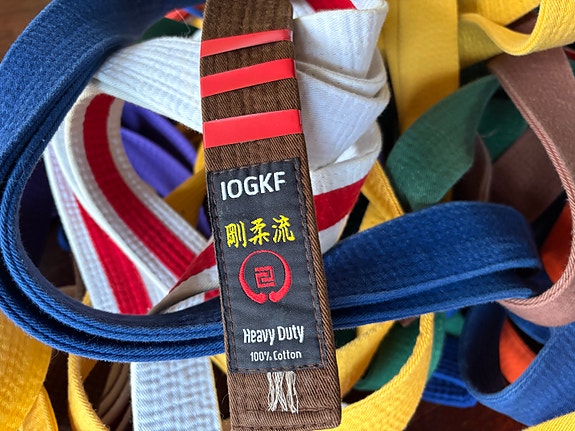 IOGKF
剛柔流
Heavy Duty
100% Cotton